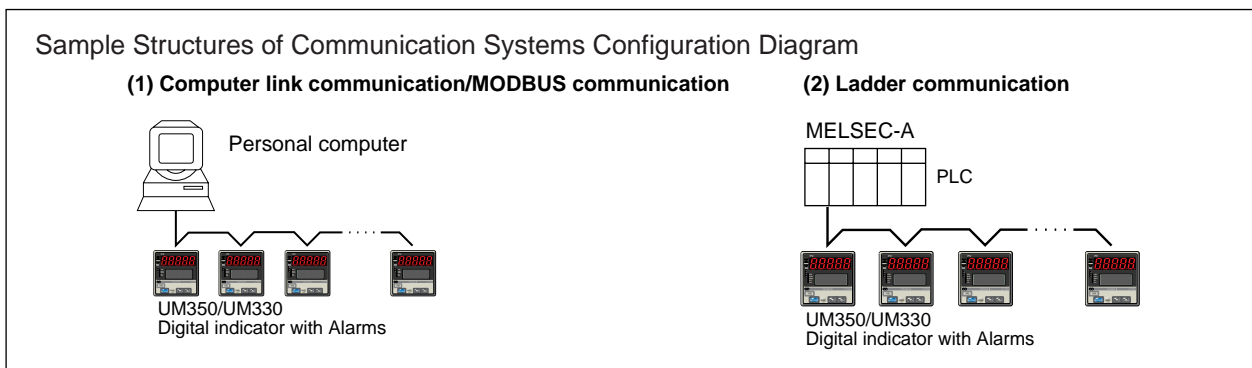 Sample Structures of Communication Systems Configuration Diagram
(1) Computer link communication/MODBUS communication
Personal computer
UM350/UM330
Digital indicator with Alarms
(2) Ladder communication
MELSEC-A
PLC
UM350/UM330
Digital indicator with Alarms